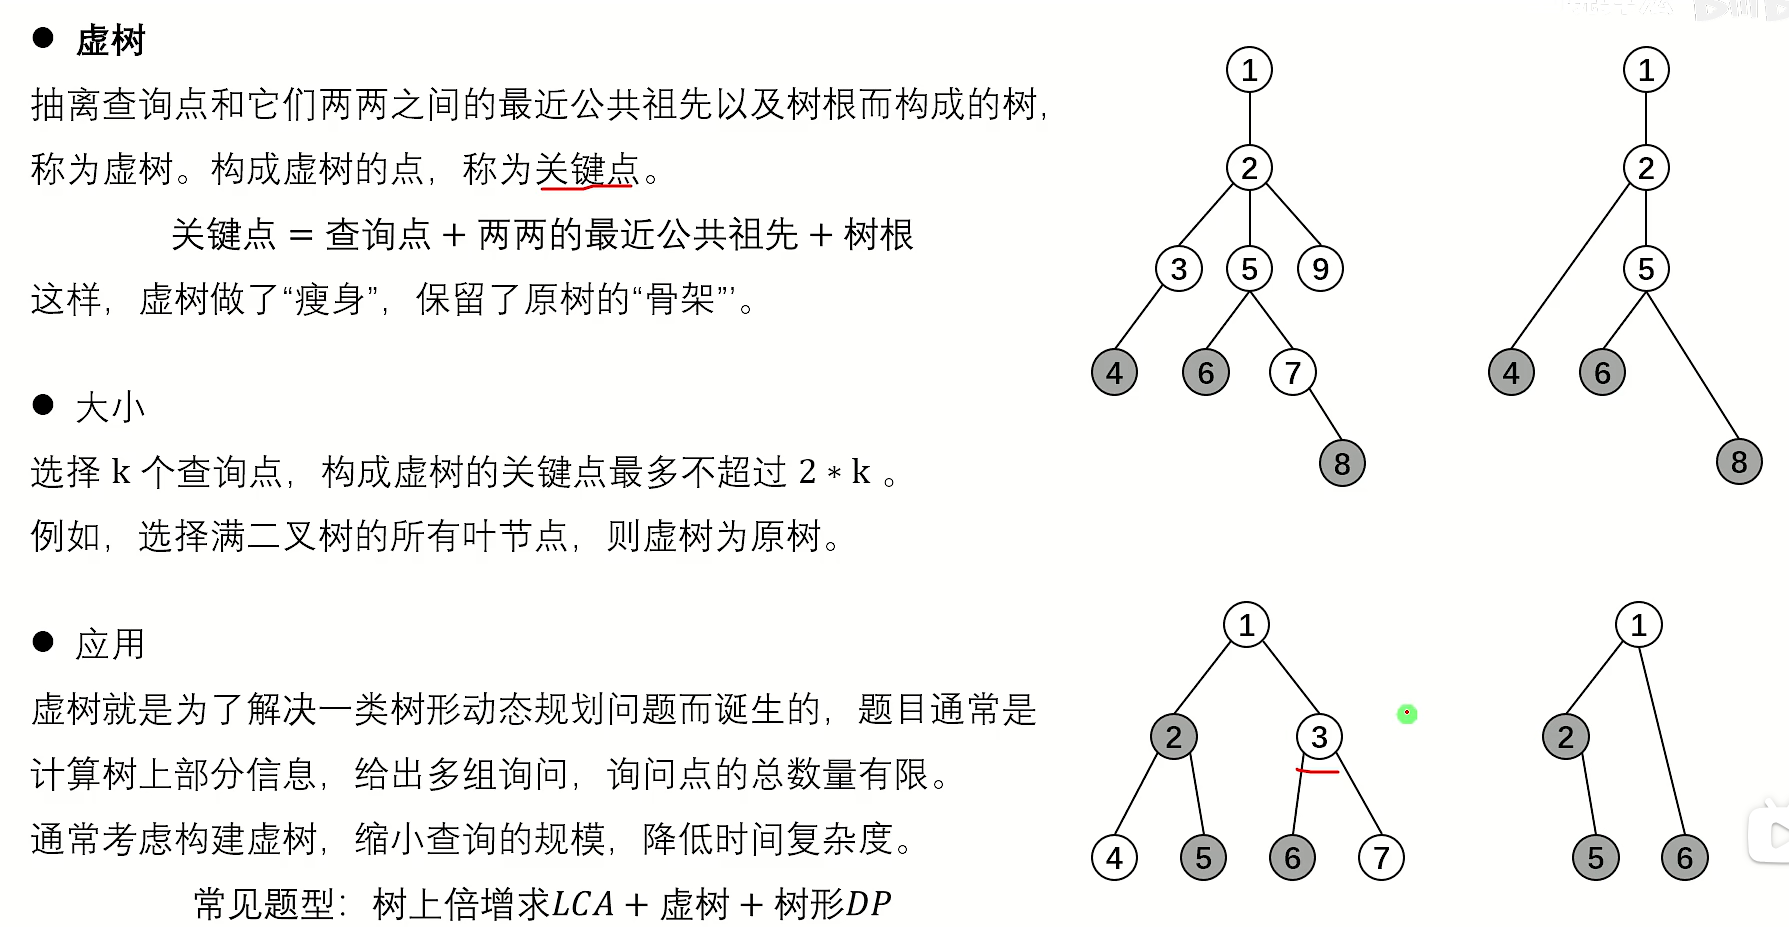 ● 虚树
抽离查询点和它们两两之间的最近公共祖先以及树根而构成的树，
称为虚树。构成虚树的点，称为关键点。
关键点 = 查询点 + 两两的最近公共祖先 + 树根
这样，虚树做了“瘦身”，保留了原树的“骨架”’。
● 大小
选择 k 个查询点，构成虚树的关键点最多不超过 2 ∗ k 。
例如，选择满二叉树的所有叶节点，则虚树为原树。
● 应用
虚树就是为了解决一类树形动态规划问题而诞生的，题目通常是
计算树上部分信息，给出多组询问，询问点的总数量有限。
通常考虑构建虚树，缩小查询的规模，降低时间复杂度。
常见题型：树上倍增求LCA + 虚树 + 树形DP
1
2
3 5 9
4 6 7
8
1
2
5
4 6
8
1
2 3
4 5 6 7
1
2
5 6